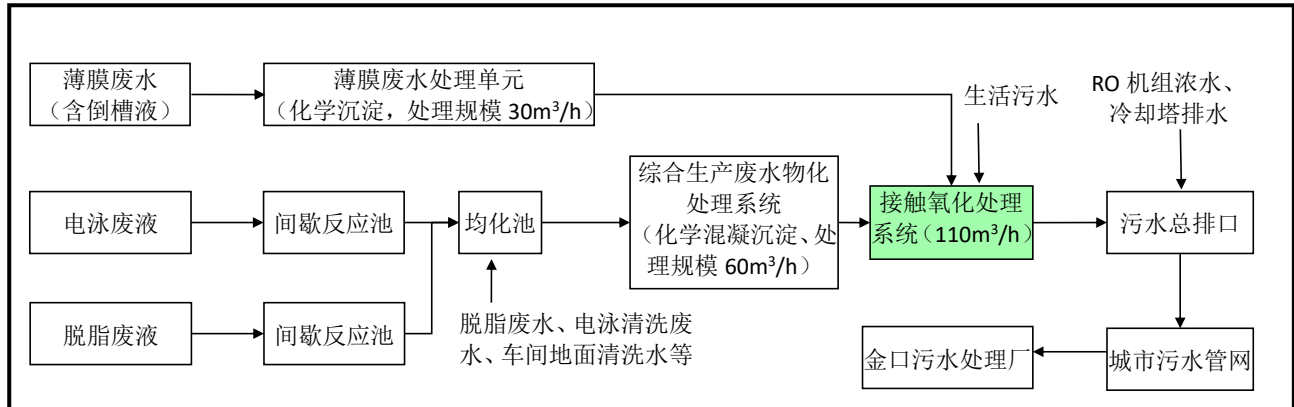 薄膜废水
（含倒槽液）
薄膜废水处理单元
（化学沉淀，处理规模 30m³/h）
生活污水
RO 机组浓水、
冷却塔排水
电泳废液
间歇反应池
均化池
综合生产废水物化
处理系统
（化学混凝沉淀、处
理规模 60m³/h）
接触氧化处理
系统（110m³/h）
污水总排口
脱脂废液
间歇反应池
脱脂废水、电泳清洗废
水、车间地面清洗水等
金口污水处理厂
城市污水管网